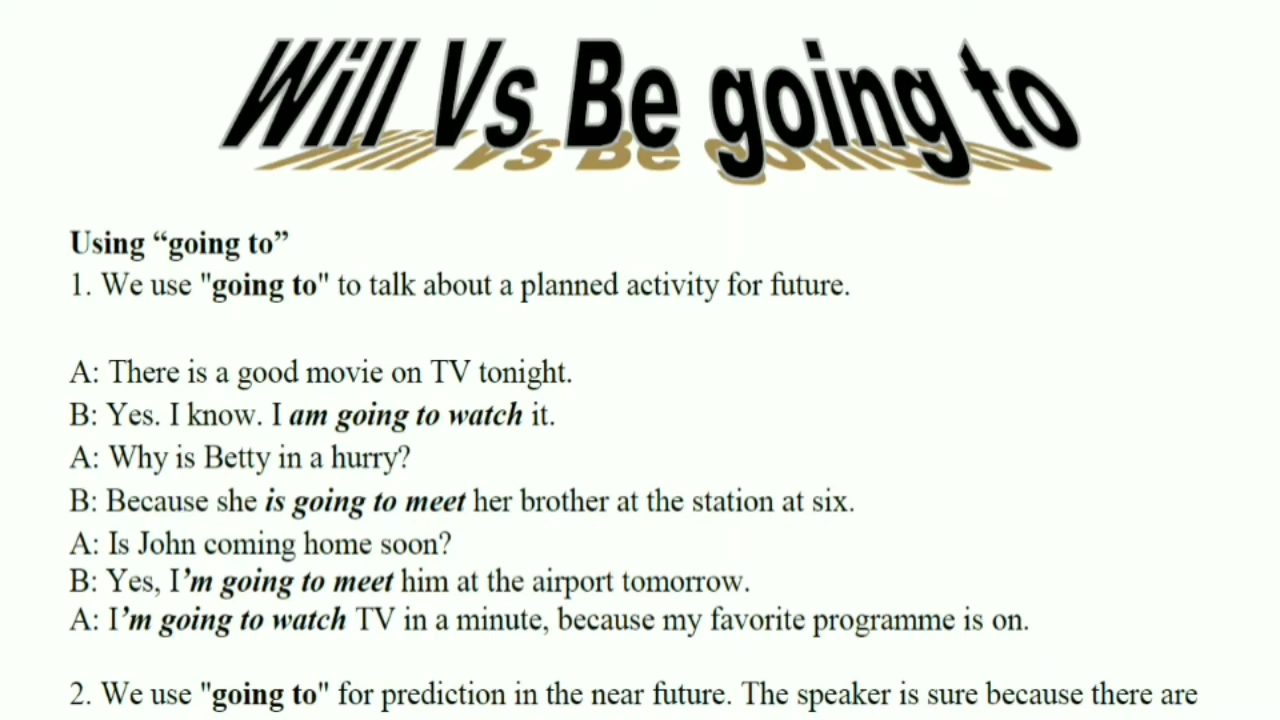 Will Vs Be going to
Using “going to”
1. We use "going to" to talk about a planned activity for future.
A: There is a good movie on TV tonight.
B: Yes. I know. I am going to watch it.
A: Why is Betty in a hurry?
B: Because she is going to meet her brother at the station at six.
A: Is John coming home soon?
B: Yes, I’m going to meet him at the airport tomorrow.
A: I’m going to watch TV in a minute, because my favorite programme is on.
2. We use "going to" for prediction in the near future. The speaker is sure because there are